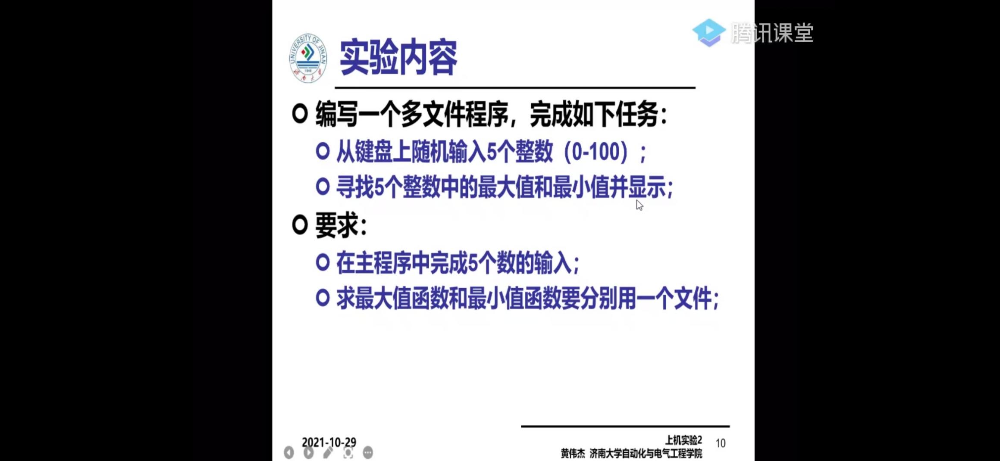 腾讯课堂
UNIVERSITY OF JINAN
1948
实验内容
编写一个多文件程序，完成如下任务：
从键盘上随机输入5个整数（0-100）；
寻找5个整数中的最大值和最小值并显示；
要求：
在主程序中完成5个数的输入；
求最大值函数和最小值函数要分别用一个文件；
2021-10-29
上机实验2
10
黄伟杰 济南大学自动化与电气工程学院